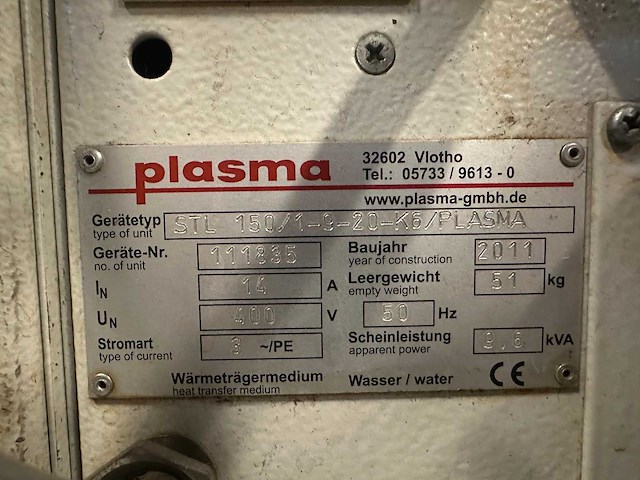 plasma
32602 Vlotho
Tel.: 05733 / 9613 - 0
www.plasma-gmbh.de
Gerätetyp STL 150/1-9-20-K6/PLASMA
type of unit
Geräte-Nr. 111835 Baujahr 2011
no. of unit year of construction
IN 14 A Leergewicht 51 kg
empty weight
UN 400 V 50 Hz
Stromart 3 ~/PE Scheinleistung 9.6 kVA
type of current apparent power
Wärmeträgermedium Wasser / water CE
heat transfer medium